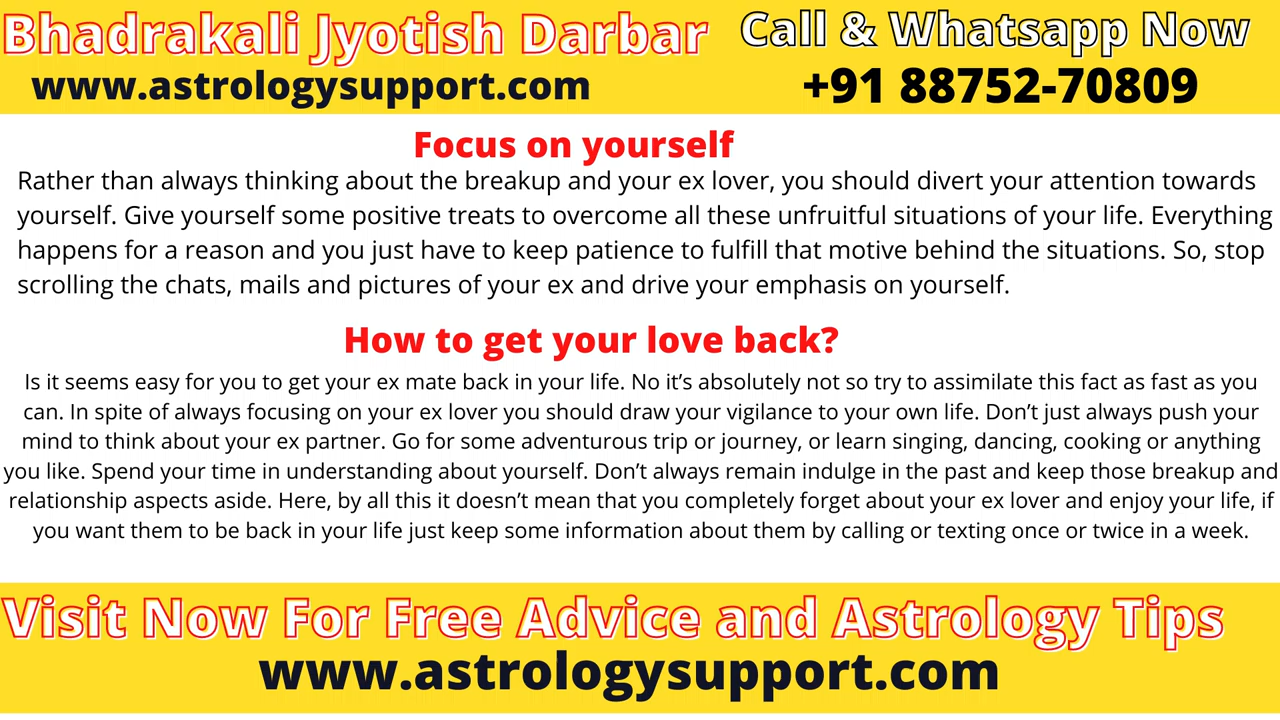 Bhadrakali Jyotish Darbar
www.astrologysupport.com
Call & Whatsapp Now
+91 88752-70809
Focus on yourself
Rather than always thinking about the breakup and your ex lover, you should divert your attention towards
yourself. Give yourself some positive treats to overcome all these unfruitful situations of your life. Everything
happens for a reason and you just have to keep patience to fulfill that motive behind the situations. So, stop
scrolling the chats, mails and pictures of your ex and drive your emphasis on yourself.
How to get your love back?
Is it seems easy for you to get your ex mate back in your life. No it’s absolutely not so try to assimilate this fact as fast as you
can. In spite of always focusing on your ex lover you should draw your vigilance to your own life. Don’t just always push your
mind to think about your ex partner. Go for some adventurous trip or journey, or learn singing, dancing, cooking or anything
you like. Spend your time in understanding about yourself. Don’t always remain indulge in the past and keep those breakup and
relationship aspects aside. Here, by all this it doesn’t mean that you completely forget about your ex lover and enjoy your life, if
you want them to be back in your life just keep some information about them by calling or texting once or twice in a week.
Visit Now For Free Advice and Astrology Tips
www.astrologysupport.com